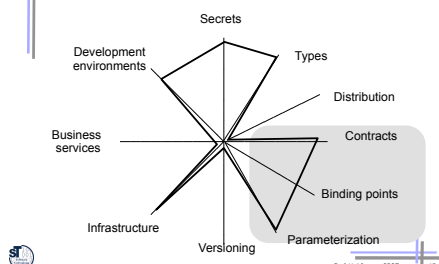 Secrets
Development
environments
Types
Distribution
Business
services
Contracts
Binding points
Infrastructure
Versioning
Parameterization